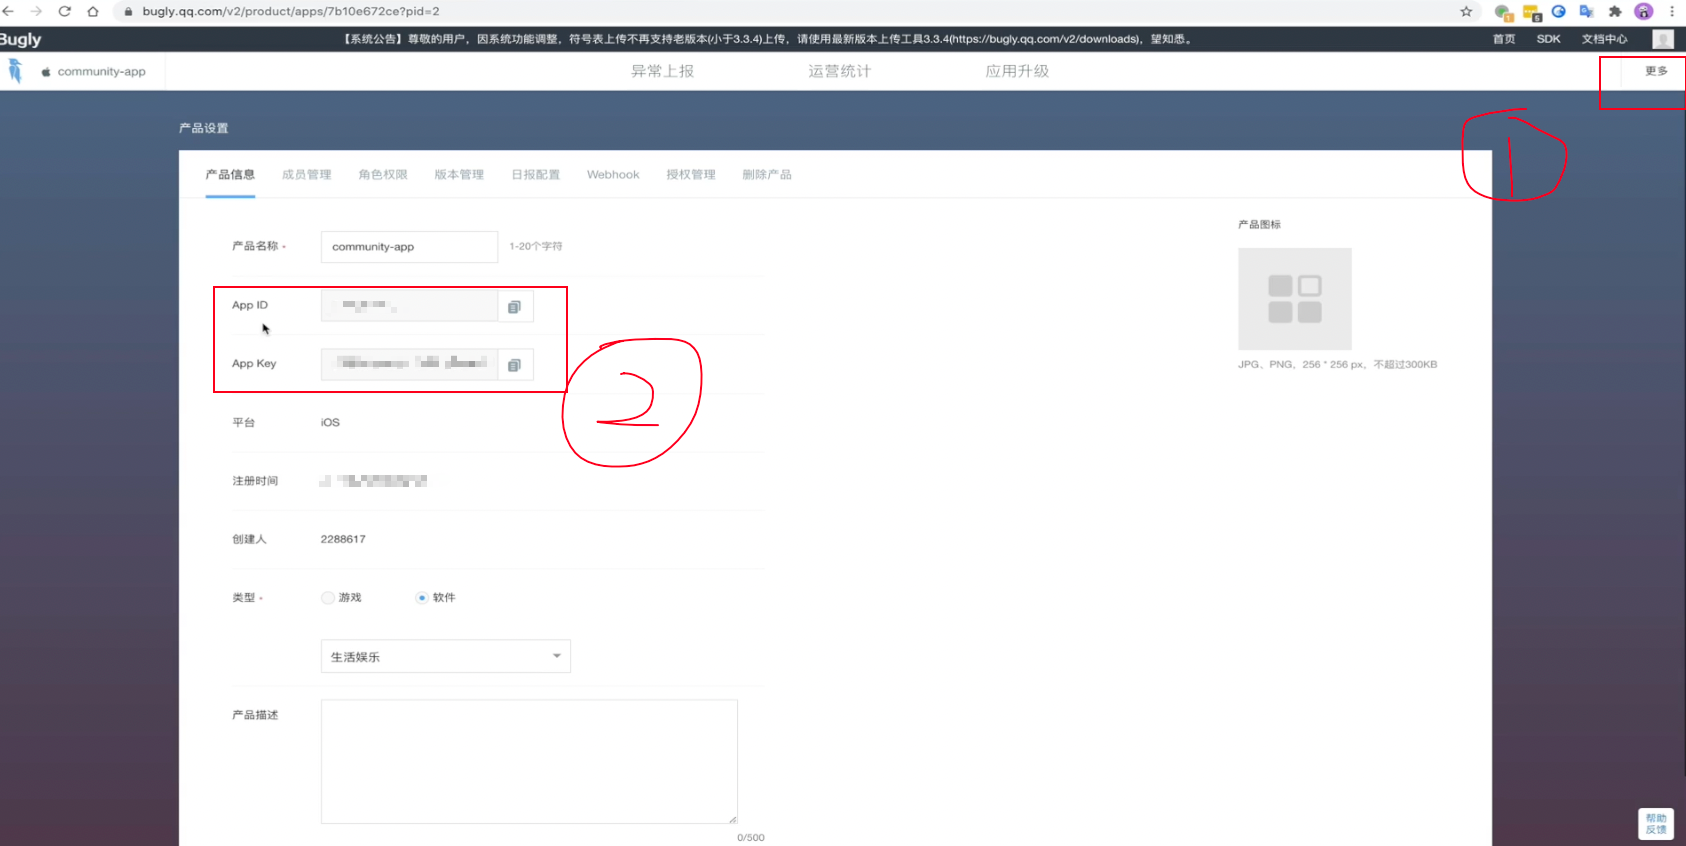 bugly.qq.com/v2/product/apps/7b10e672ce?pid=2
Bugly
【系统公告】尊敬的用户，因系统功能调整，符号表上传不再支持老版本(小于3.3.4)上传，请使用最新版本上传工具3.3.4(https://bugly.qq.com/v2/downloads)，望知悉。
首页 SDK 文档中心
community-app 异常上报 运营统计 应用升级 更多
1
产品设置
产品信息 成员管理 角色权限 版本管理 日报配置 Webhook 授权管理 删除产品
产品图标
产品名称 community-app 1-20个字符
App ID
App Key
JPG、PNG，256 * 256 px，不超过300KB
2
平台 iOS
注册时间
创建人 2288617
类型 游戏 软件
生活娱乐
产品描述
0/500
帮助
反馈